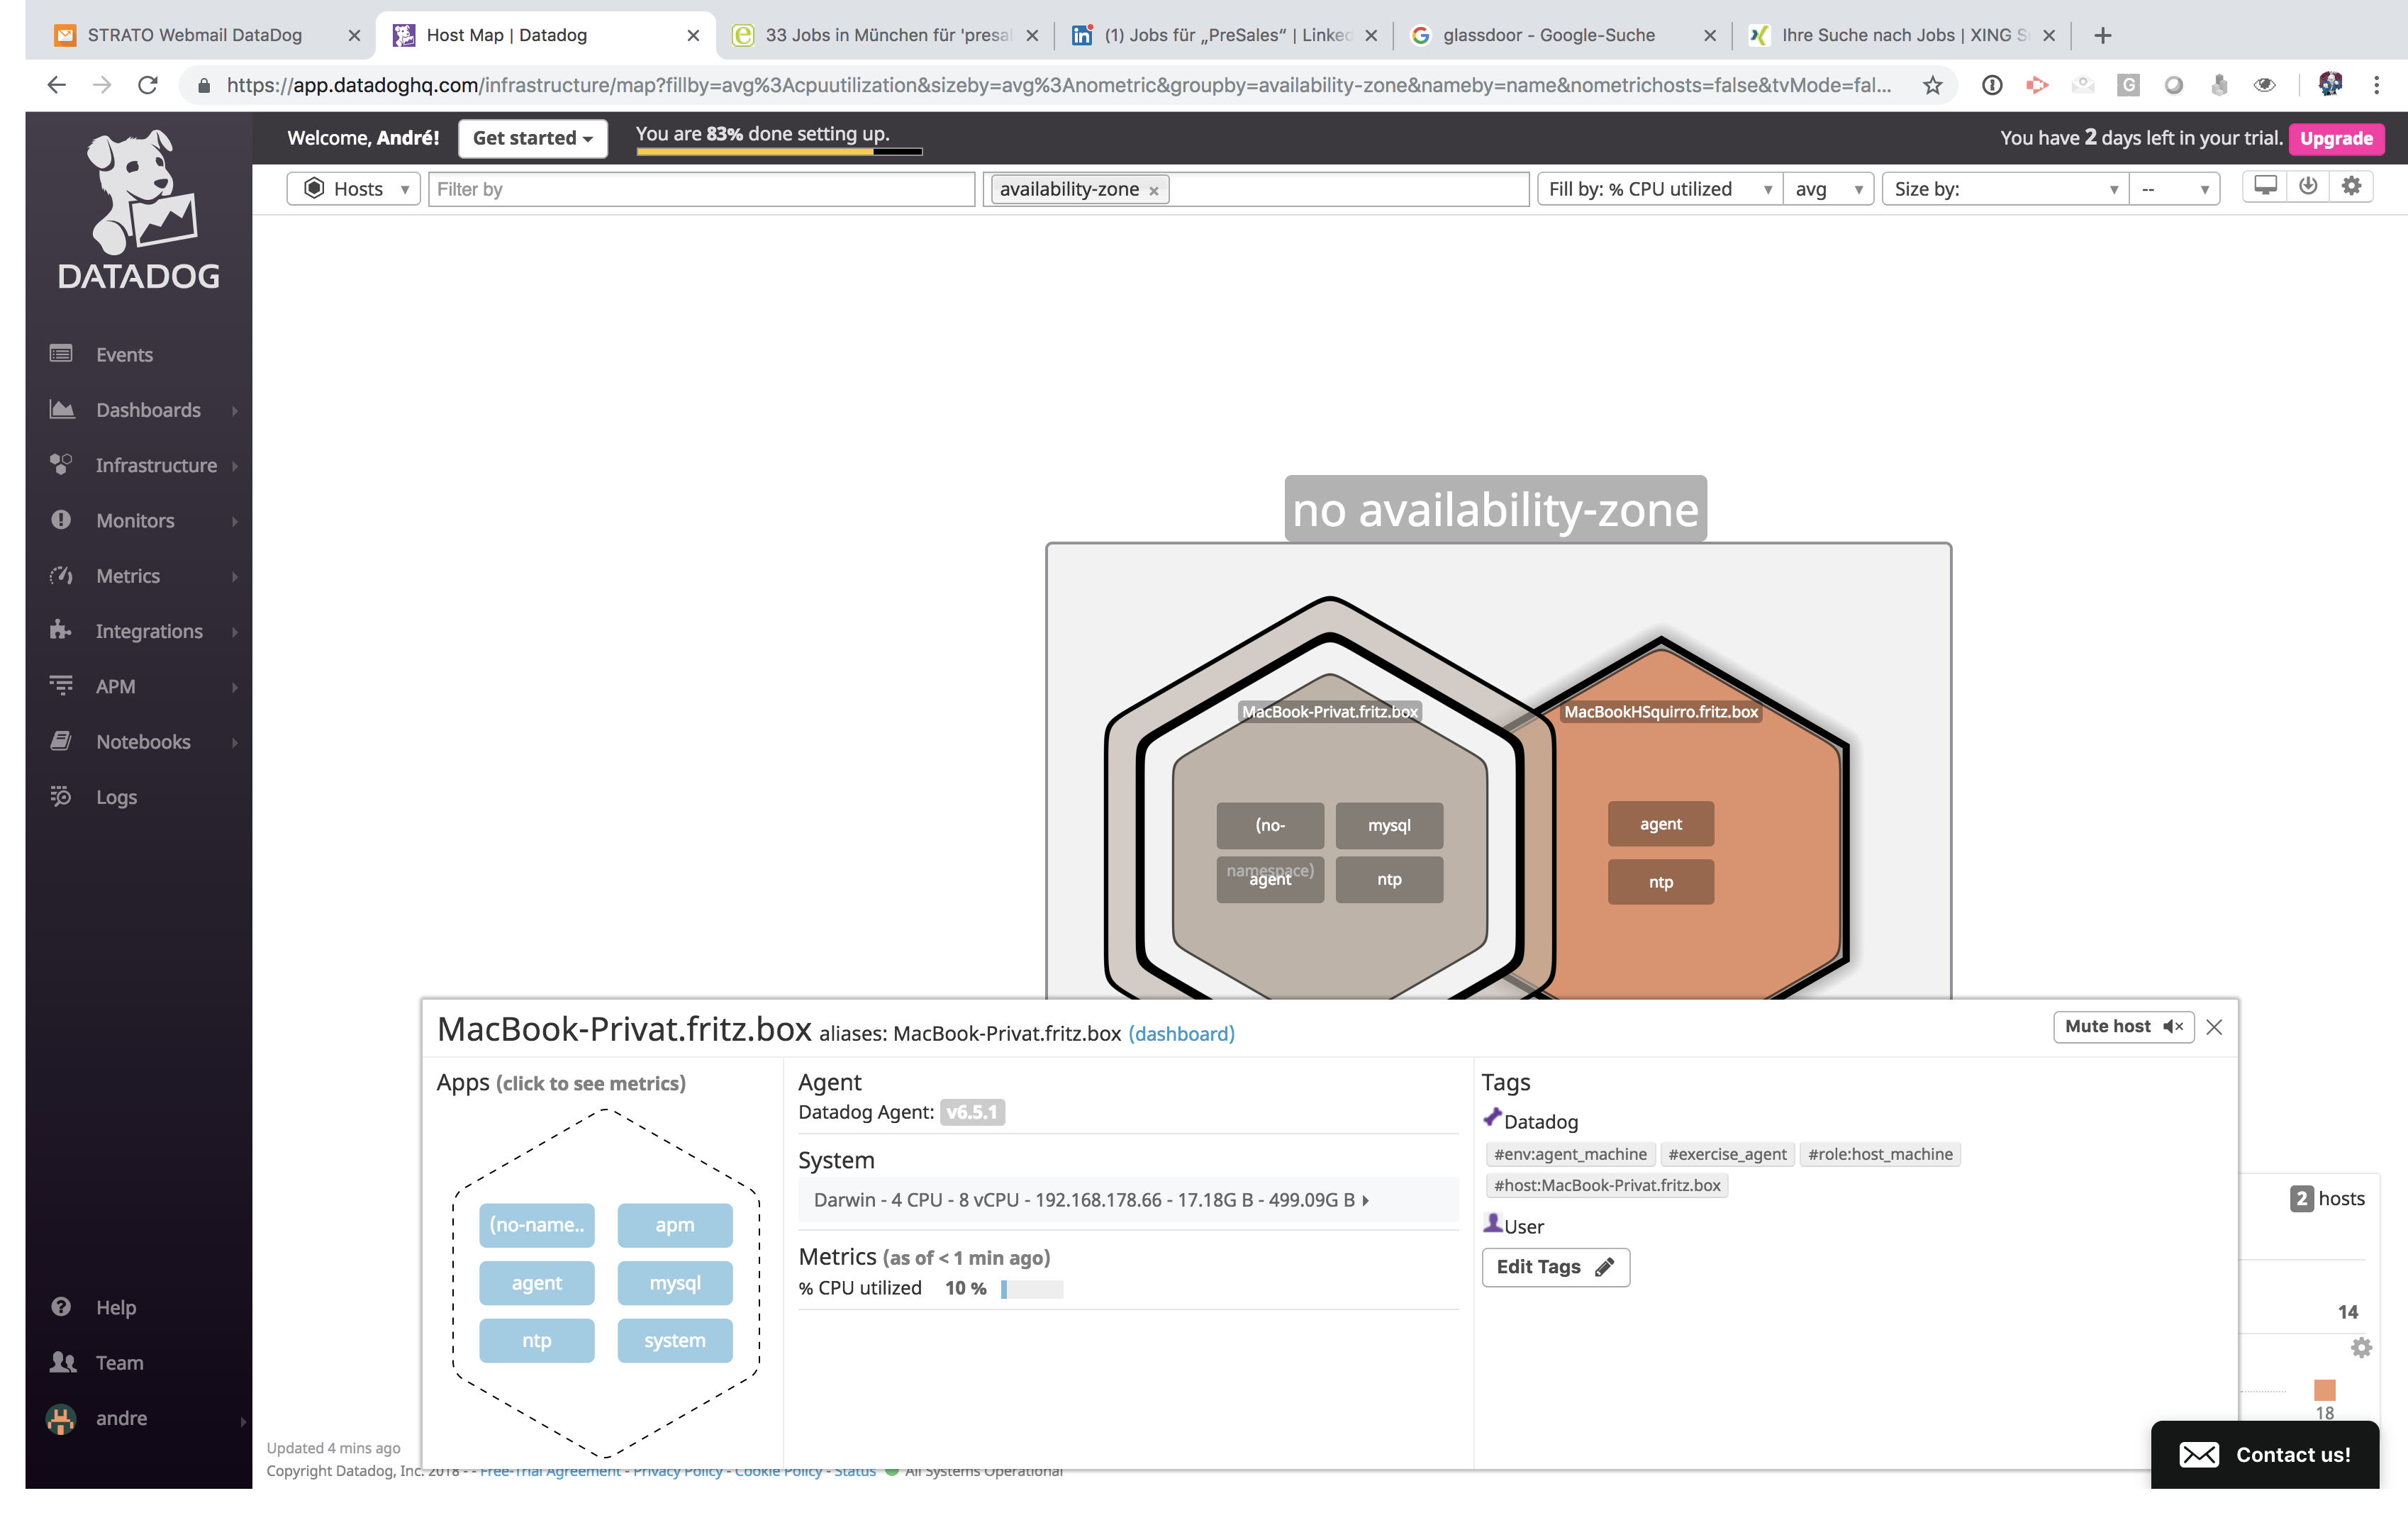 STRATO Webmail DataDog
Host Map | Datadog
33 Jobs in München für 'presal
(1) Jobs für „PreSales“ | Linked
glassdoor - Google-Suche
Ihre Suche nach Jobs | XING S
https://app.datadoghq.com/infrastructure/map?fillby=avg%3Acpuutilization&sizeby=avg%3Anometric&groupby=availability-zone&nameby=name&nometrichosts=false&tvMode=fal...
Welcome, André!
Get started
You are 83% done setting up.
You have 2 days left in your trial.
Upgrade
Hosts
Filter by
availability-zone ×
Fill by: % CPU utilized
avg
Size by:
--
DATADOG
Events
Dashboards
Infrastructure
Monitors
Metrics
Integrations
APM
Notebooks
Logs
Help
Team
andre
no availability-zone
MacBook-Privat.fritz.box
MacBookHSquirro.fritz.box
(no-
namespace)
mysql
agent
ntp
agent
ntp
MacBook-Privat.fritz.box aliases: MacBook-Privat.fritz.box (dashboard)
Mute host
Apps (click to see metrics)
(no-name..
apm
agent
mysql
ntp
system
Agent
Datadog Agent: v6.5.1
System
Darwin - 4 CPU - 8 vCPU - 192.168.178.66 - 17.18G B - 499.09G B
Metrics (as of < 1 min ago)
% CPU utilized 10 %
Tags
Datadog
#env:agent_machine
#exercise_agent
#role:host_machine
#host:MacBook-Privat.fritz.box
User
Edit Tags
2 hosts
14
18
Updated 4 mins ago
Copyright Datadog, Inc. 2018 - - Free-Trial Agreement - Privacy Policy - Cookie Policy - Status All Systems Operational
Contact us!